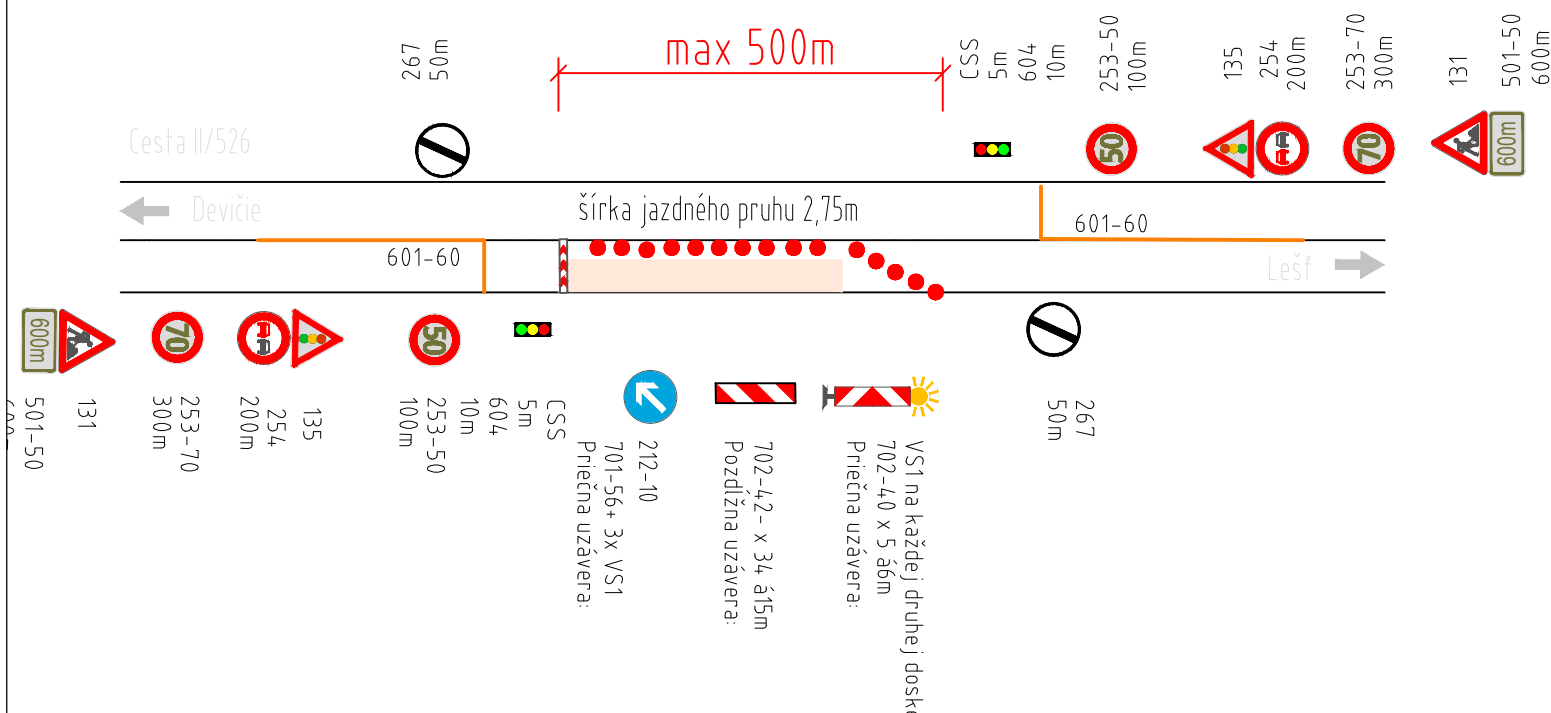 max 500m
267
50m
CSS
5m
604
10m
253-50
100m
135
254
200m
253-70
300m
131
501-50
600m
Cesta II/526
50
70
600m
Devičie
šírka jazdného pruhu 2,75m
601-60
601-60
Lešť
600m
70
50
501-50
131
253-70
300m
254
200m
135
253-50
100m
604
10m
CSS
5m
Priečna uzávera:
701-56+ 3x VS1
212-10
Pozdĺžna uzávera:
702-42- x 34 á15m
Priečna uzávera:
702-40 x 5 á6m
VS1 na každej druhej doske
267
50m